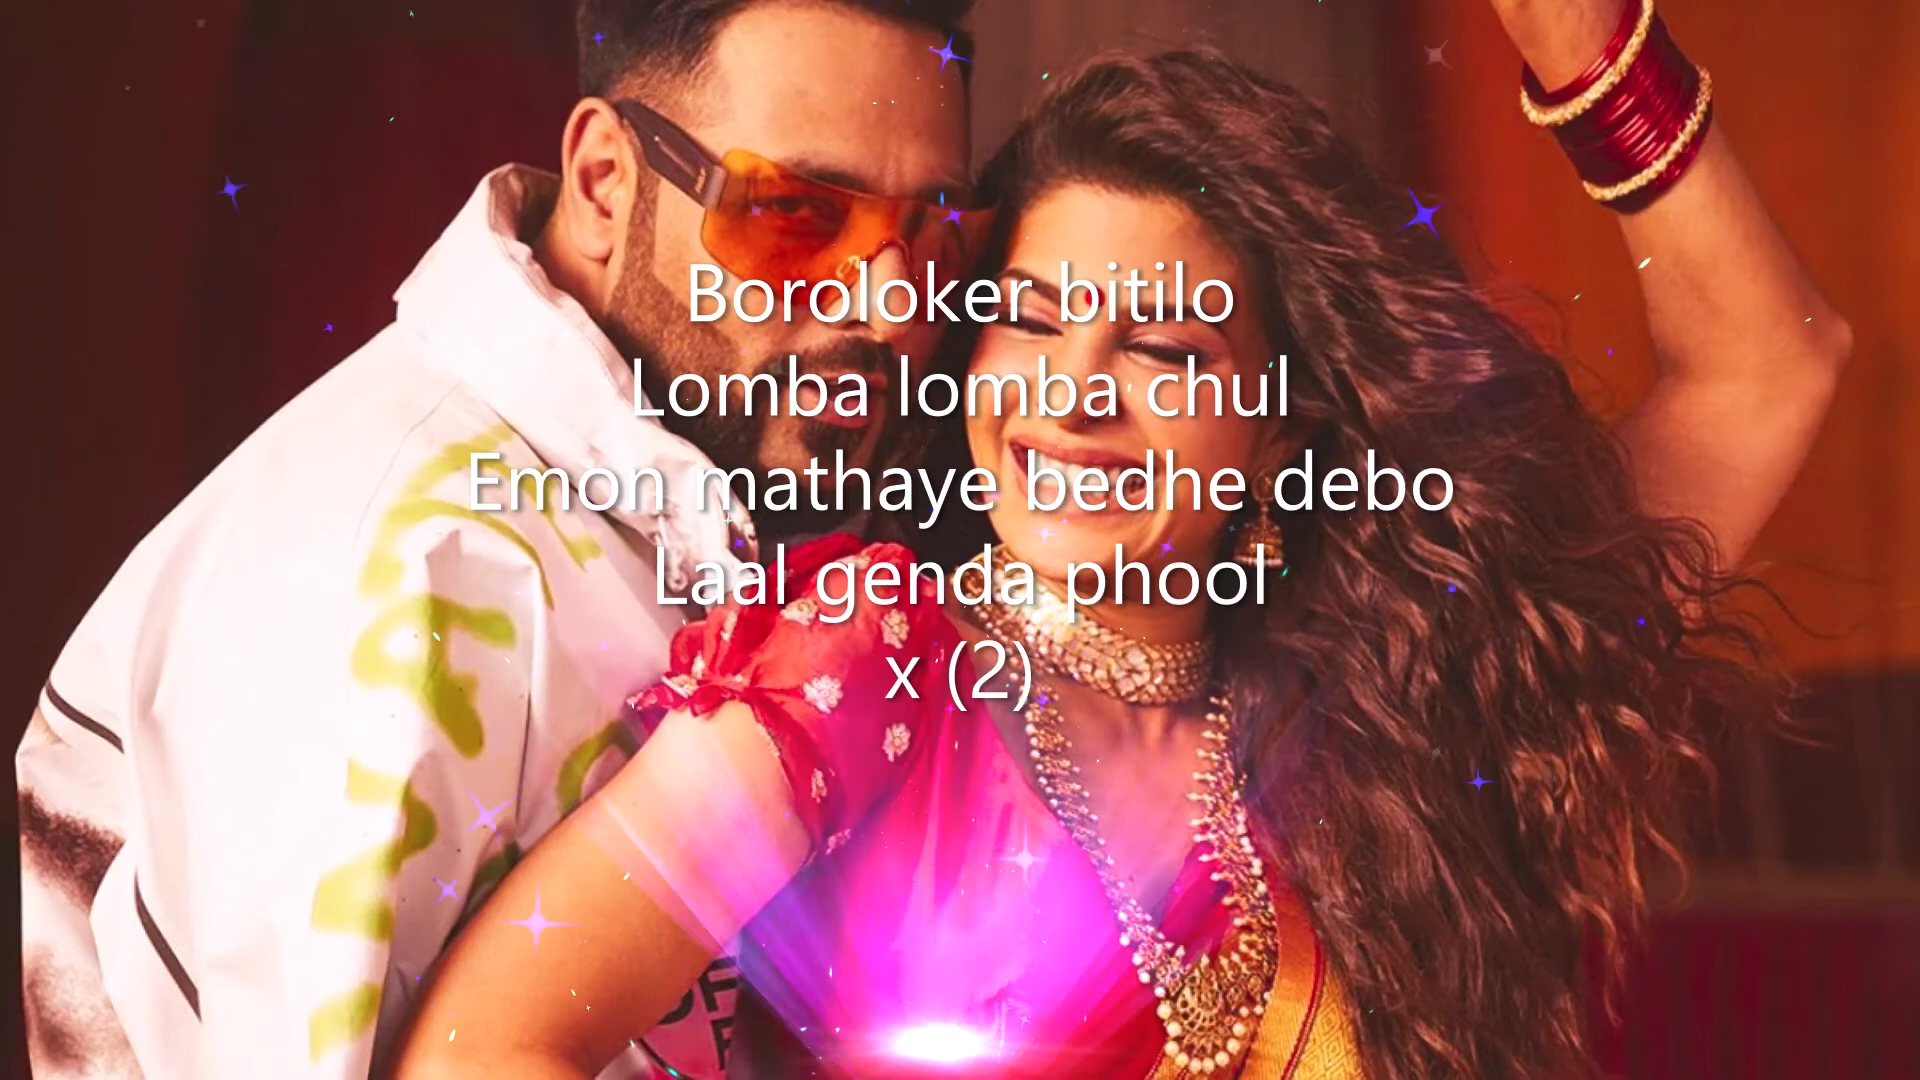 Boroloker bitilo
Lomba lomba chul
Emon mathaye bedhe debo
Laal genda phool
x (2)